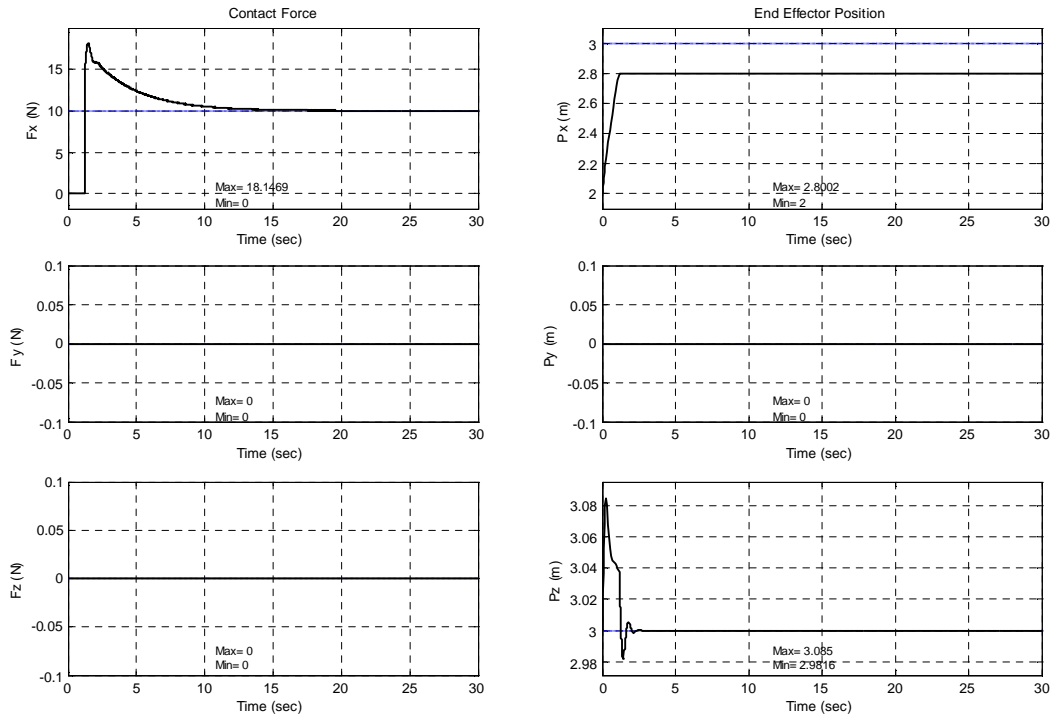 Contact Force
Fx (N)
15
10
5
0
Max= 18.1469
Min= 0
0 5 10 15 20 25 30
Time (sec)
End Effector Position
Px (m)
3
2.8
2.6
2.4
2.2
2
Max= 2.8002
Min= 2
0 5 10 15 20 25 30
Time (sec)
Fy (N)
0.1
0.05
0
-0.05
-0.1
Max= 0
Min= 0
0 5 10 15 20 25 30
Time (sec)
Py (m)
0.1
0.05
0
-0.05
-0.1
Max= 0
Min= 0
0 5 10 15 20 25 30
Time (sec)
Fz (N)
0.1
0.05
0
-0.05
-0.1
Max= 0
Min= 0
0 5 10 15 20 25 30
Time (sec)
Pz (m)
3.08
3.06
3.04
3.02
3
2.98
Max= 3.085
Min= 2.9816
0 5 10 15 20 25 30
Time (sec)